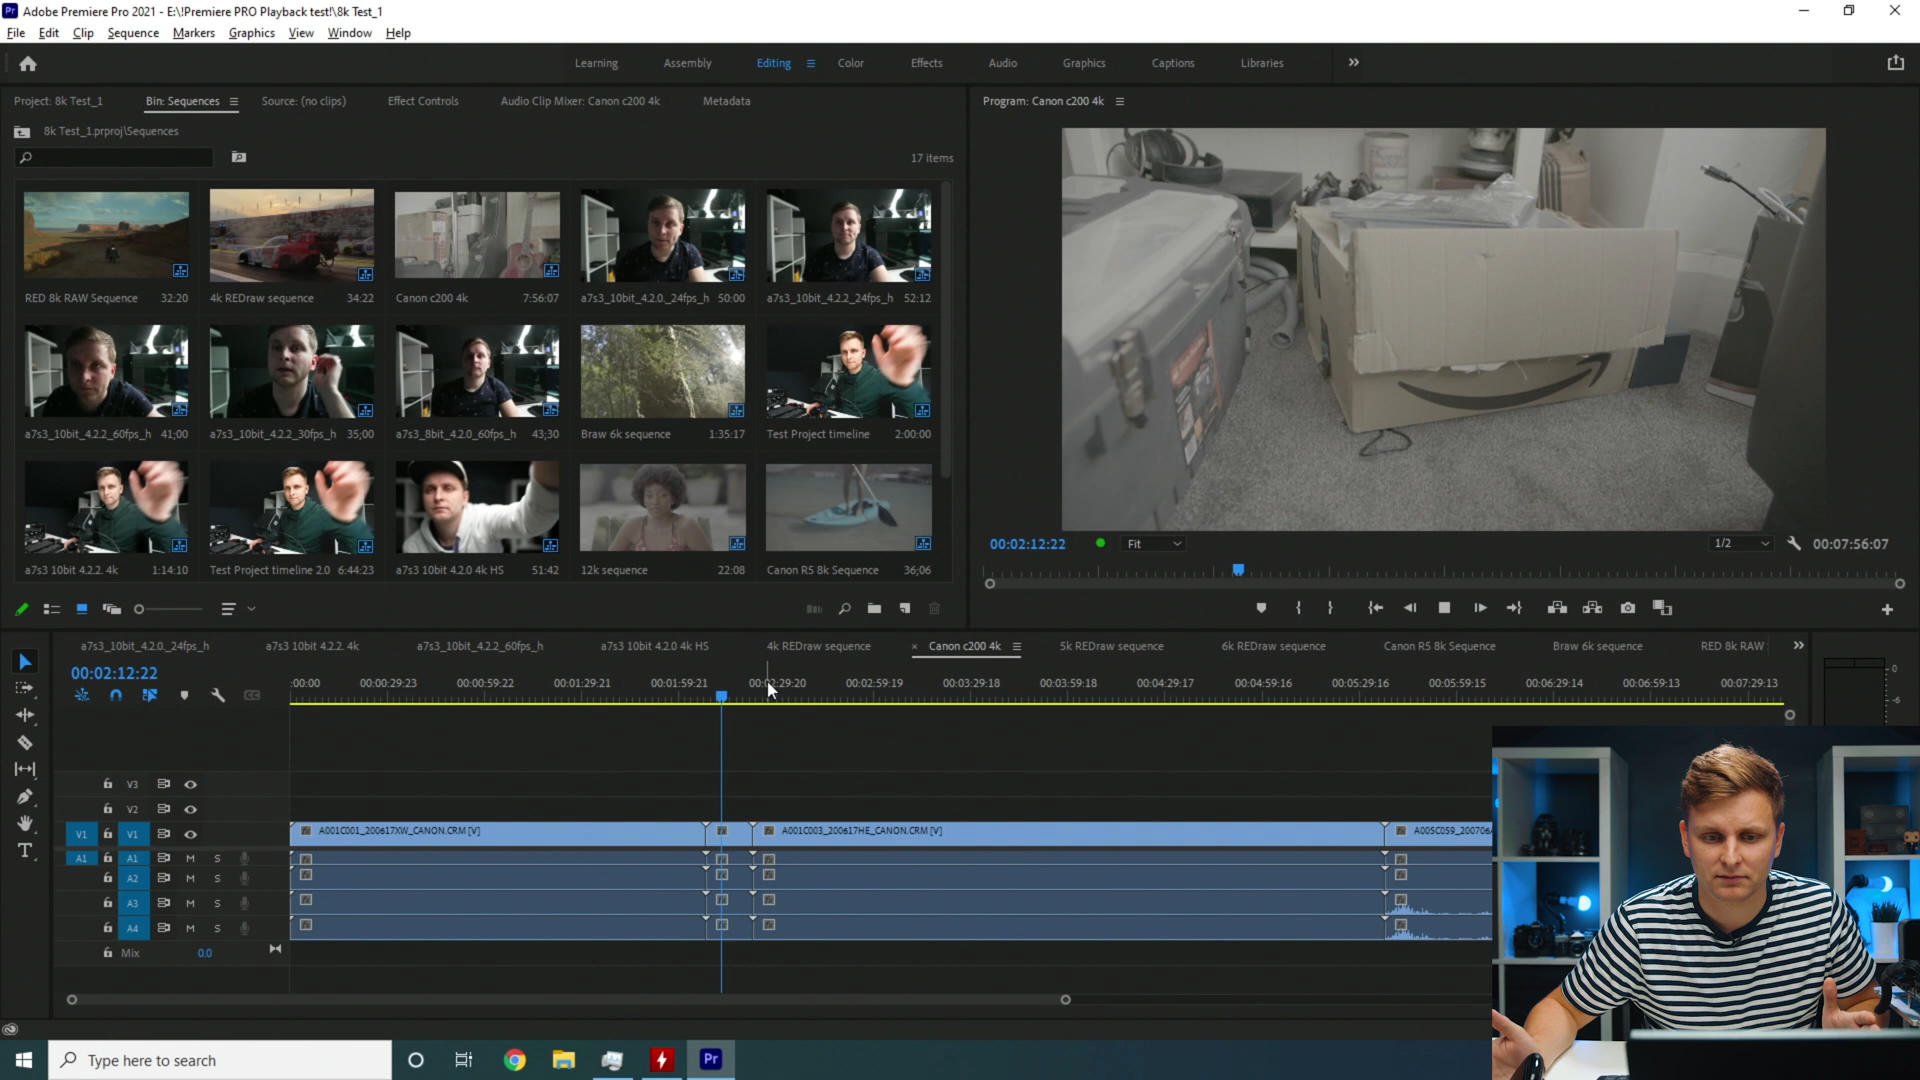 Pr Adobe Premiere Pro 2021 - E:\!Premiere PRO Playback test!\8k Test_1
File Edit Clip Sequence Markers Graphics View Window Help
Learning Assembly Editing Color Effects Audio Graphics Captions Libraries
Project: 8k Test_1 Bin: Sequences Source: (no clips) Effect Controls Audio Clip Mixer: Canon c200 4k Metadata
Program: Canon c200 4k
8k Test_1.prproj\Sequences
17 items
RED 8k RAW Sequence 32:20 4k REDraw sequence 34:22 Canon c200 4k 7:56:07 a7s3_10bit_4.2.0._24fps_h 50:00 a7s3_10bit_4.2.2_24fps_h 52:12
a7s3_10bit_4.2.2_60fps_h 41;00 a7s3_10bit_4.2.2_30fps_h 35;00 a7s3_8bit_4.2.0_60fps_h 43;30 Braw 6k sequence 1:35:17 Test Project timeline 2:00:00
a7s3 10bit 4.2.2. 4k 1:14:10 Test Project timeline 2.0 6:44:23 a7s3 10bit 4.2.0 4k HS 51:42 12k sequence 22:08 Canon R5 8k Sequence 36;06
00:02:12:22 Fit 1/2 00:07:56:07
a7s3_10bit_4.2.0._24fps_h a7s3 10bit 4.2.2. 4k a7s3_10bit_4.2.2_60fps_h a7s3 10bit 4.2.0 4k HS 4k REDraw sequence × Canon c200 4k 5k REDraw sequence 6k REDraw sequence Canon R5 8k Sequence Braw 6k sequence RED 8k RAW
00:02:12:22
:00:00 00:00:29:23 00:00:59:22 00:01:29:21 00:01:59:21 00:02:29:20 00:02:59:19 00:03:29:18 00:03:59:18 00:04:29:17 00:04:59:16 00:05:29:16 00:05:59:15 00:06:29:14 00:06:59:13 00:07:29:13
0
-6
V3
V2
V1 V1 A001C001_200617XW_CANON.CRM [V] A001C003_200617HE_CANON.CRM [V] A005C059_200706
A1 A1 M S
A2 M S
A3 M S
A4 M S
Mix 0.0
Type here to search
Pr